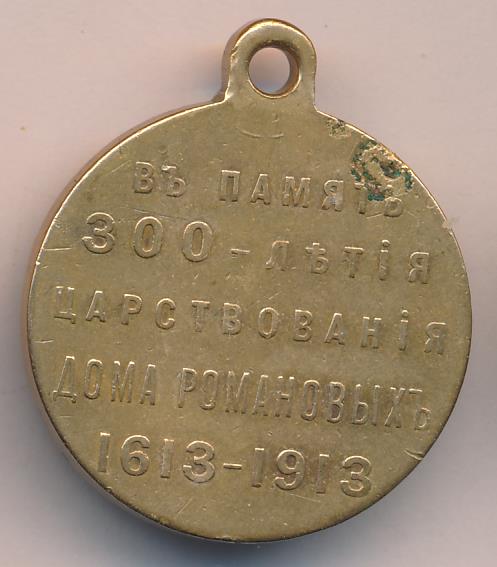 ВЪ ПАМЯТЬ
300-ЛѢТІЯ
ЦАРСТВОВАНІЯ
ДОМА РОМАНОВЫХЪ
1613-1913